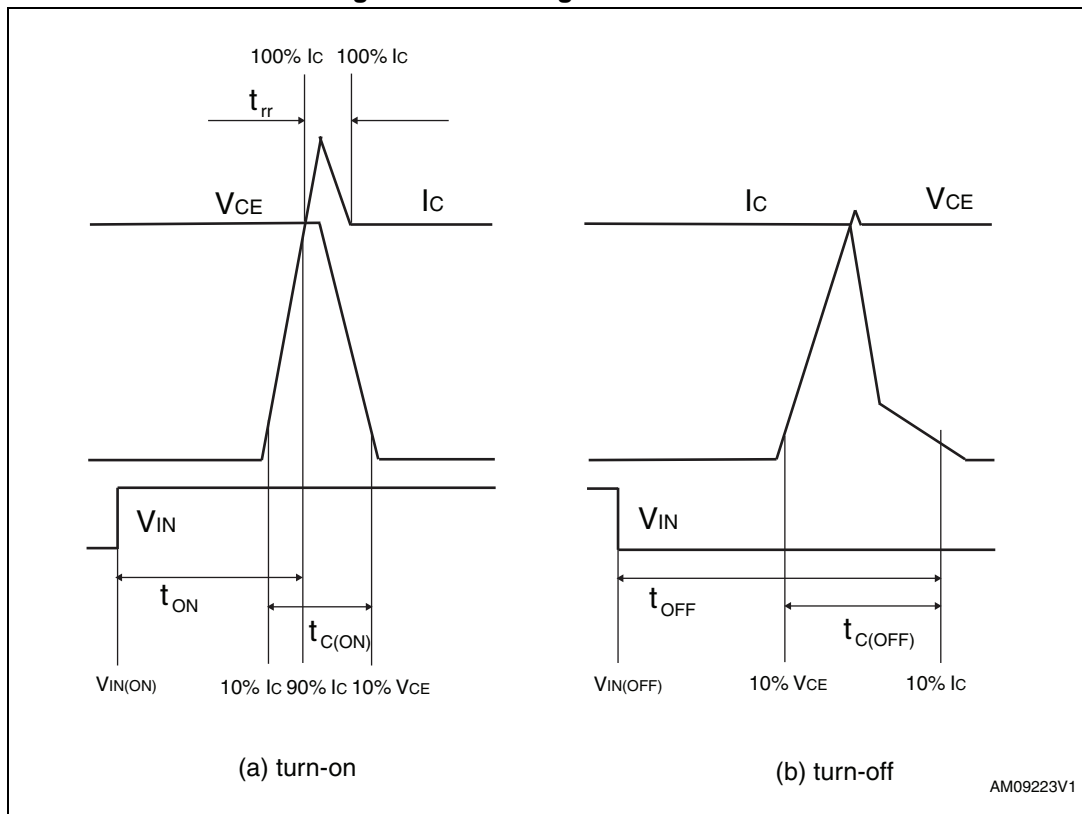 100% IC 100% IC
trr
VCE IC
IC VCE
VIN
VIN
tON
tC(ON)
tOFF
tC(OFF)
VIN(ON) 10% IC 90% IC 10% VCE
VIN(OFF) 10% VCE 10% IC
(a) turn-on
(b) turn-off
AM09223V1